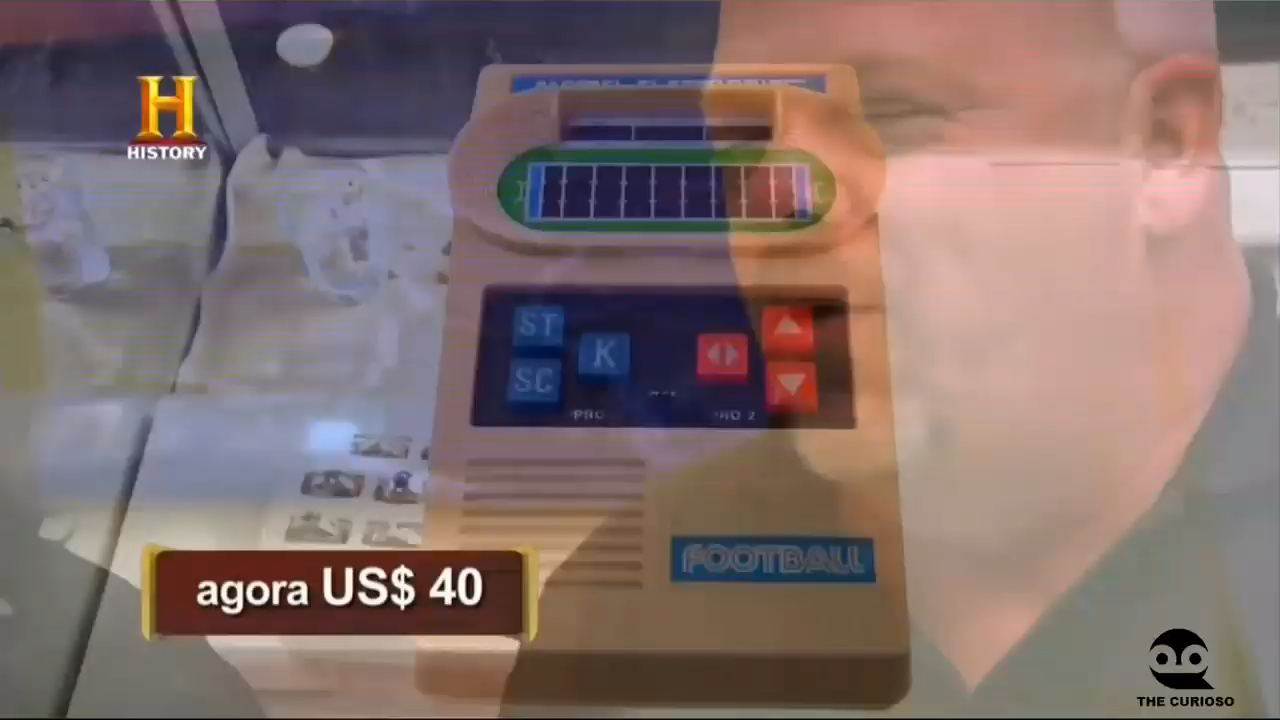 H
HISTORY
ST
K
SC
FOOTBALL
agora US$ 40
THE CURIOSO